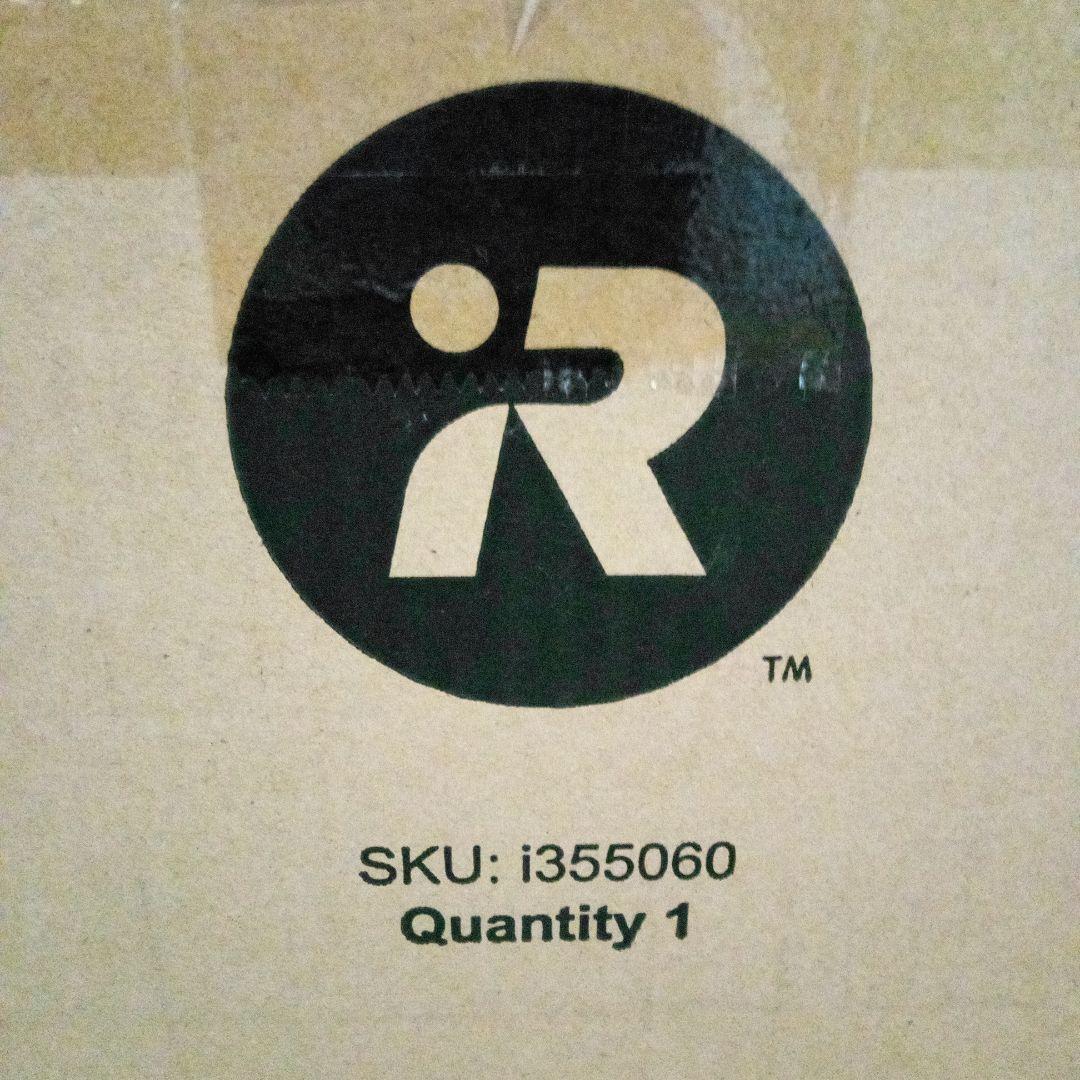 iR
TM
SKU: i355060
Quantity 1